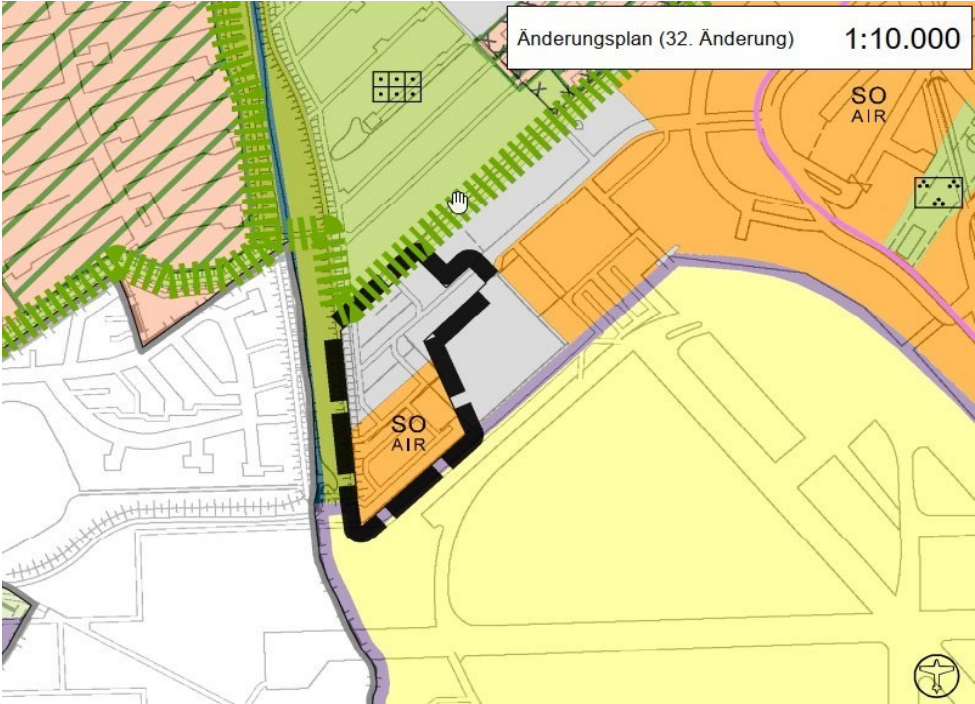 Änderungsplan (32. Änderung) 1:10.000
SO
AIR
SO
AIR